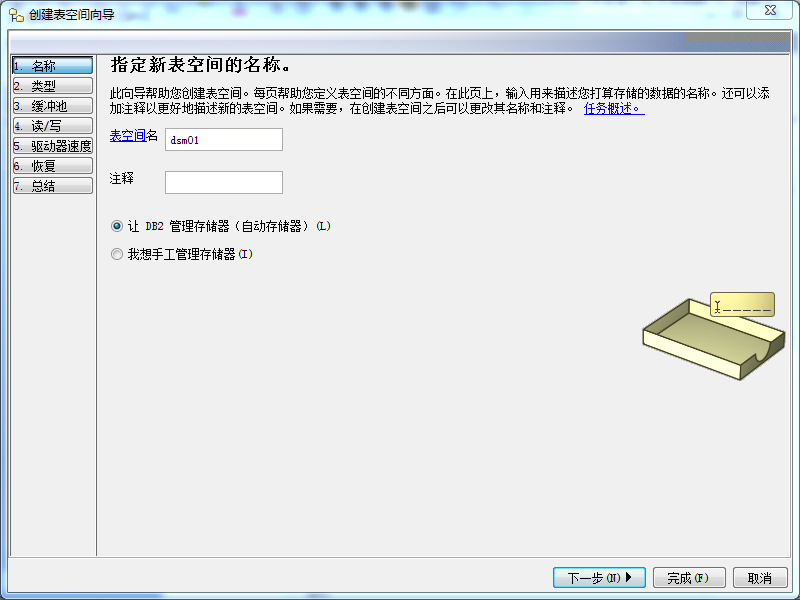 创建表空间向导
1. 名称
2. 类型
3. 缓冲池
4. 读/写
5. 驱动器速度
6. 恢复
7. 总结
指定新表空间的名称。
此向导帮助您创建表空间。每页帮助您定义表空间的不同方面。在此页上，输入用来描述您打算存储的数据的名称。还可以添
加注释以更好地描述新的表空间。如果需要，在创建表空间之后可以更改其名称和注释。 任务概述。
表空间名 dsm01
注释
让 DB2 管理存储器（自动存储器）(L)
我想手工管理存储器(I)
下一步(N) 完成(F) 取消